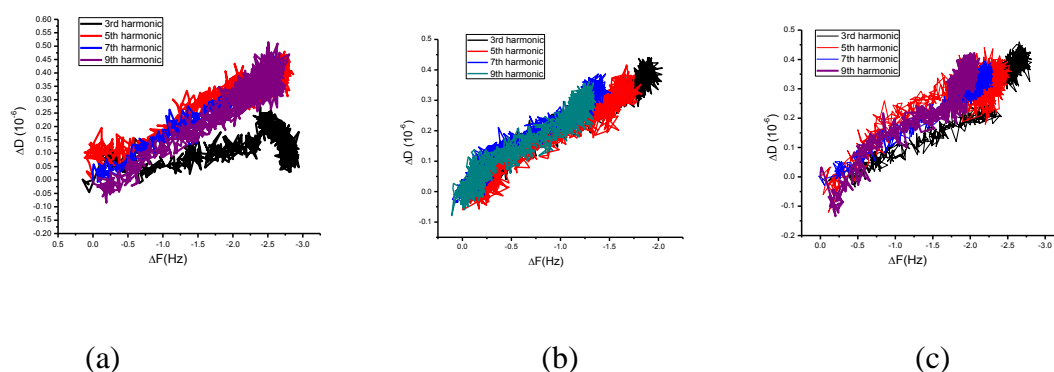 3rd harmonic
5th harmonic
7th harmonic
9th harmonic
0.60
0.55
0.50
0.45
0.40
0.35
0.30
0.25
0.20
0.15
0.10
0.05
0.00
-0.05
-0.10
-0.15
-0.20
ΔD (10-6)
0.5 0.0 -0.5 -1.0 -1.5 -2.0 -2.5 -3.0
ΔF(Hz)
(a)
3rd harmonic
5th harmonic
7th harmonic
9th harmonic
0.5
0.4
0.3
0.2
0.1
0.0
-0.1
ΔD (10-6)
0.0 -0.5 -1.0 -1.5 -2.0
ΔF(Hz)
(b)
3rd harmonic
5th harmonic
7th harmonic
9th harmonic
0.5
0.4
0.3
0.2
0.1
0.0
-0.1
-0.2
ΔD (10-6)
0.0 -0.5 -1.0 -1.5 -2.0 -2.5 -3.0
ΔF(Hz)
(c)